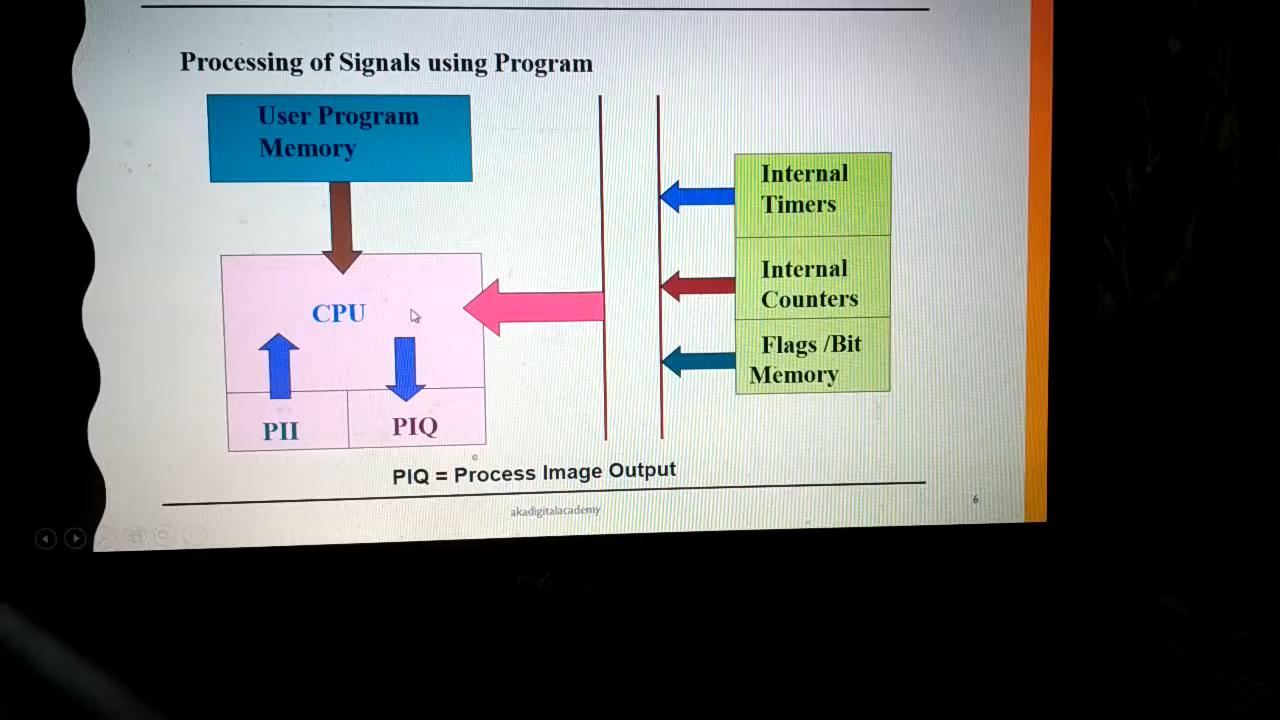 Processing of Signals using Program
User Program
Memory
Internal
Timers
CPU
Internal
Counters
Flags /Bit
Memory
PII
PIQ
PIQ = Process Image Output
akadigitalacademy
6